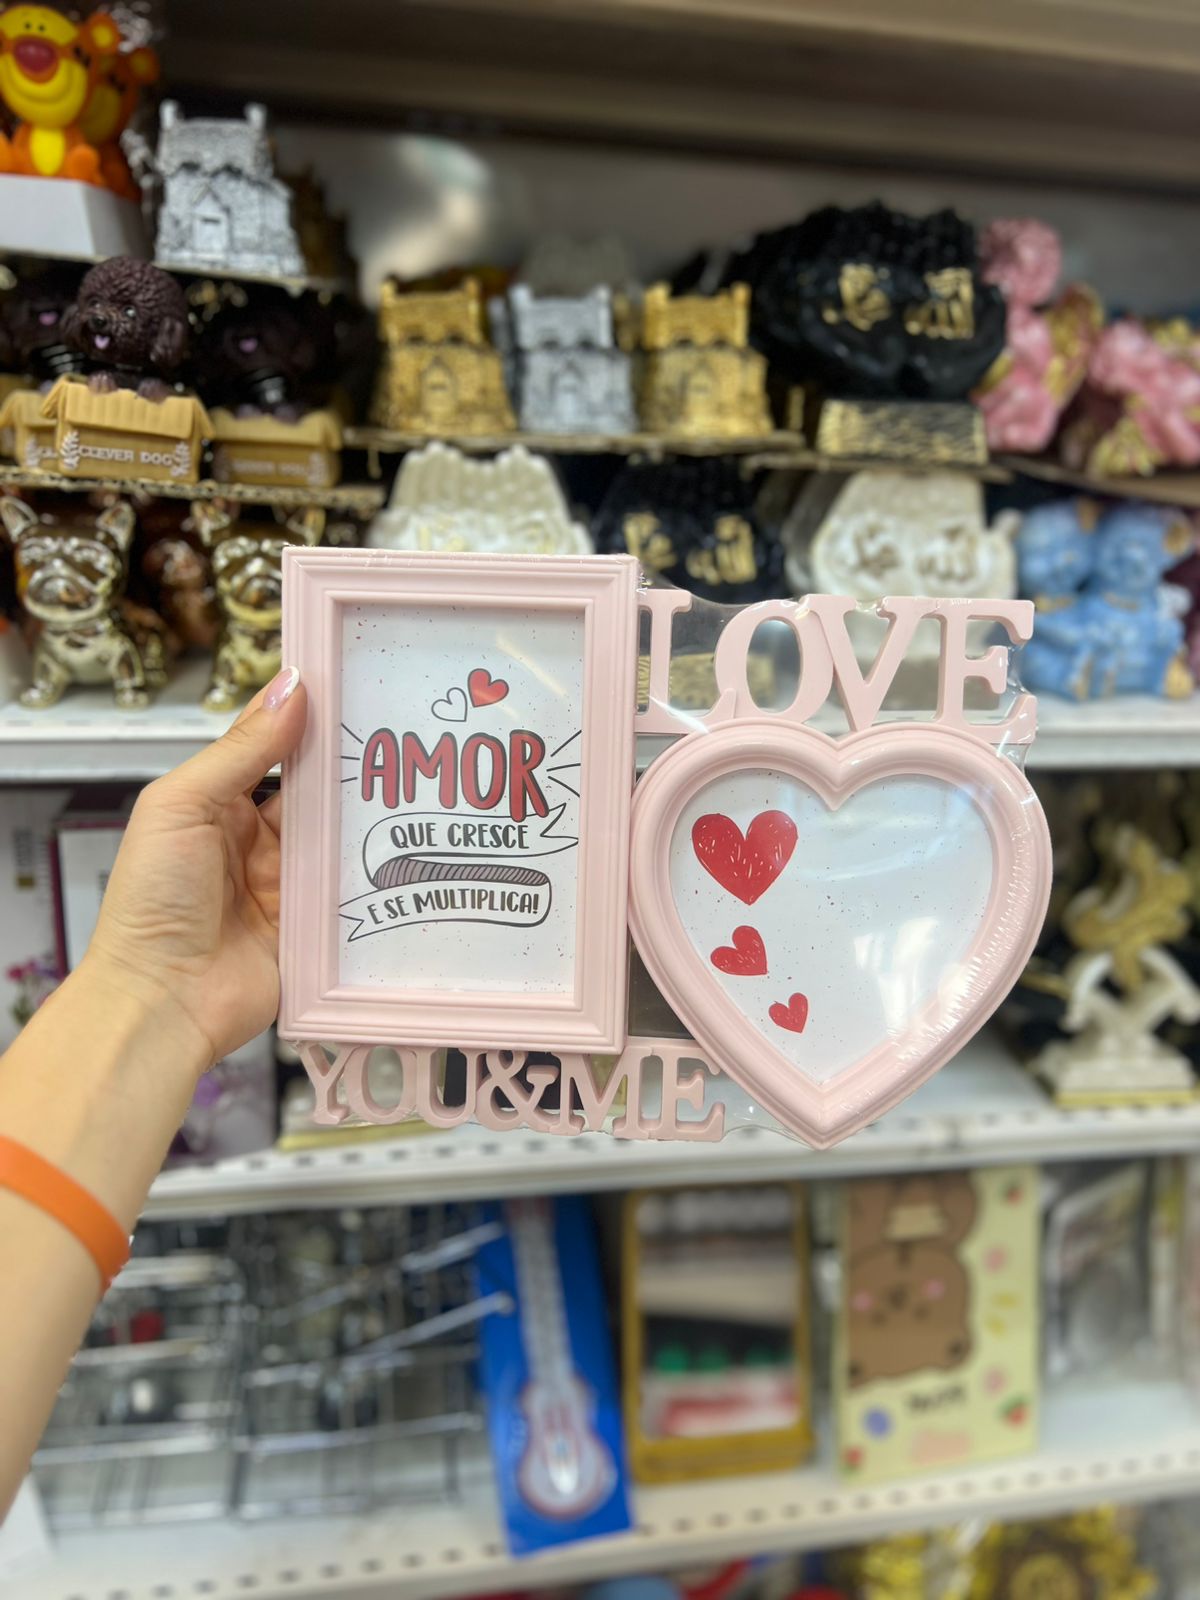 CLEVER DOG
LOVE
AMOR
QUE CRESCE
E SE MULTIPLICA!
YOU&ME